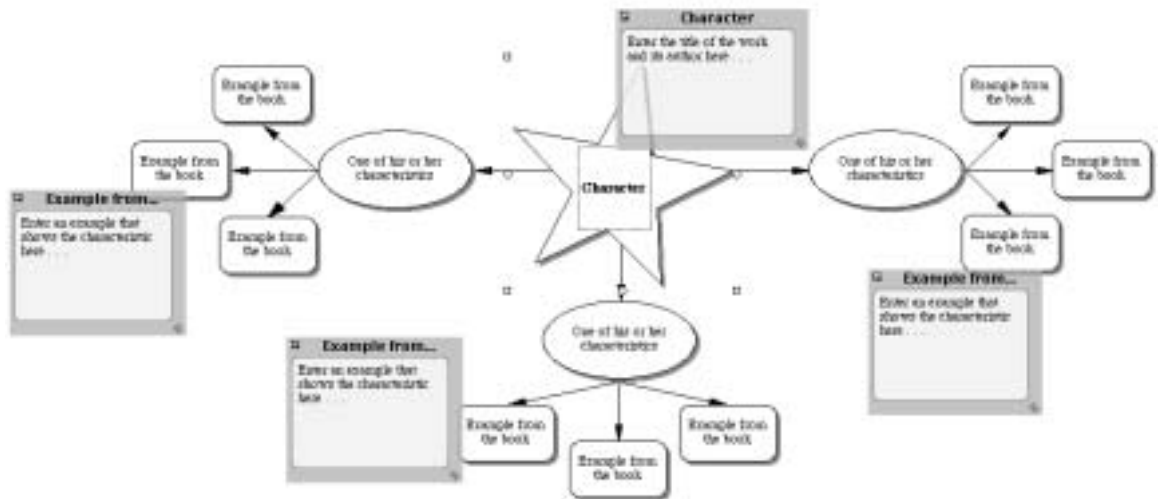 Character
Enter the title of the work
and its author here . . .
Example from
the book
Example from
the book
Example from
the book
One of his or her
characteristics
Character
One of his or her
characteristics
Example from
the book
Example from
the book
Example from
the book
Example from...
Enter an example that
shows the characteristic
here . . .
Example from...
Enter an example that
shows the characteristic
here . . .
One of his or her
characteristics
Example from...
Enter an example that
shows the characteristic
here . . .
Example from
the book
Example from
the book
Example from
the book